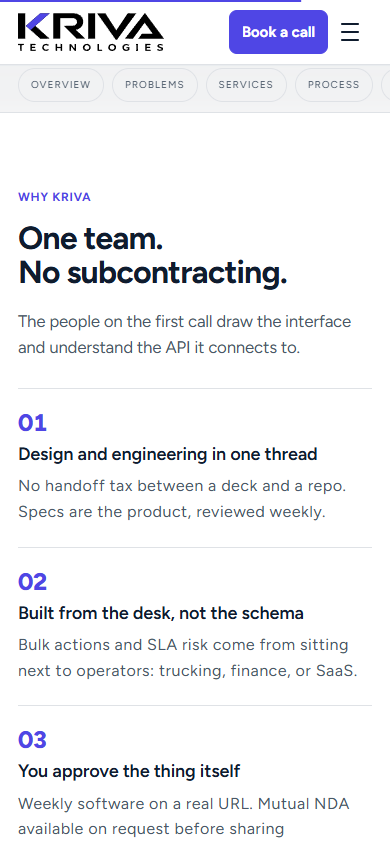 KRIVA
TECHNOLOGIES
Book a call
OVERVIEW
PROBLEMS
SERVICES
PROCESS
WHY KRIVA
One team.
No subcontracting.
The people on the first call draw the interface
and understand the API it connects to.
01
Design and engineering in one thread
No handoff tax between a deck and a repo.
Specs are the product, reviewed weekly.
02
Built from the desk, not the schema
Bulk actions and SLA risk come from sitting
next to operators: trucking, finance, or SaaS.
03
You approve the thing itself
Weekly software on a real URL. Mutual NDA
available on request before sharing